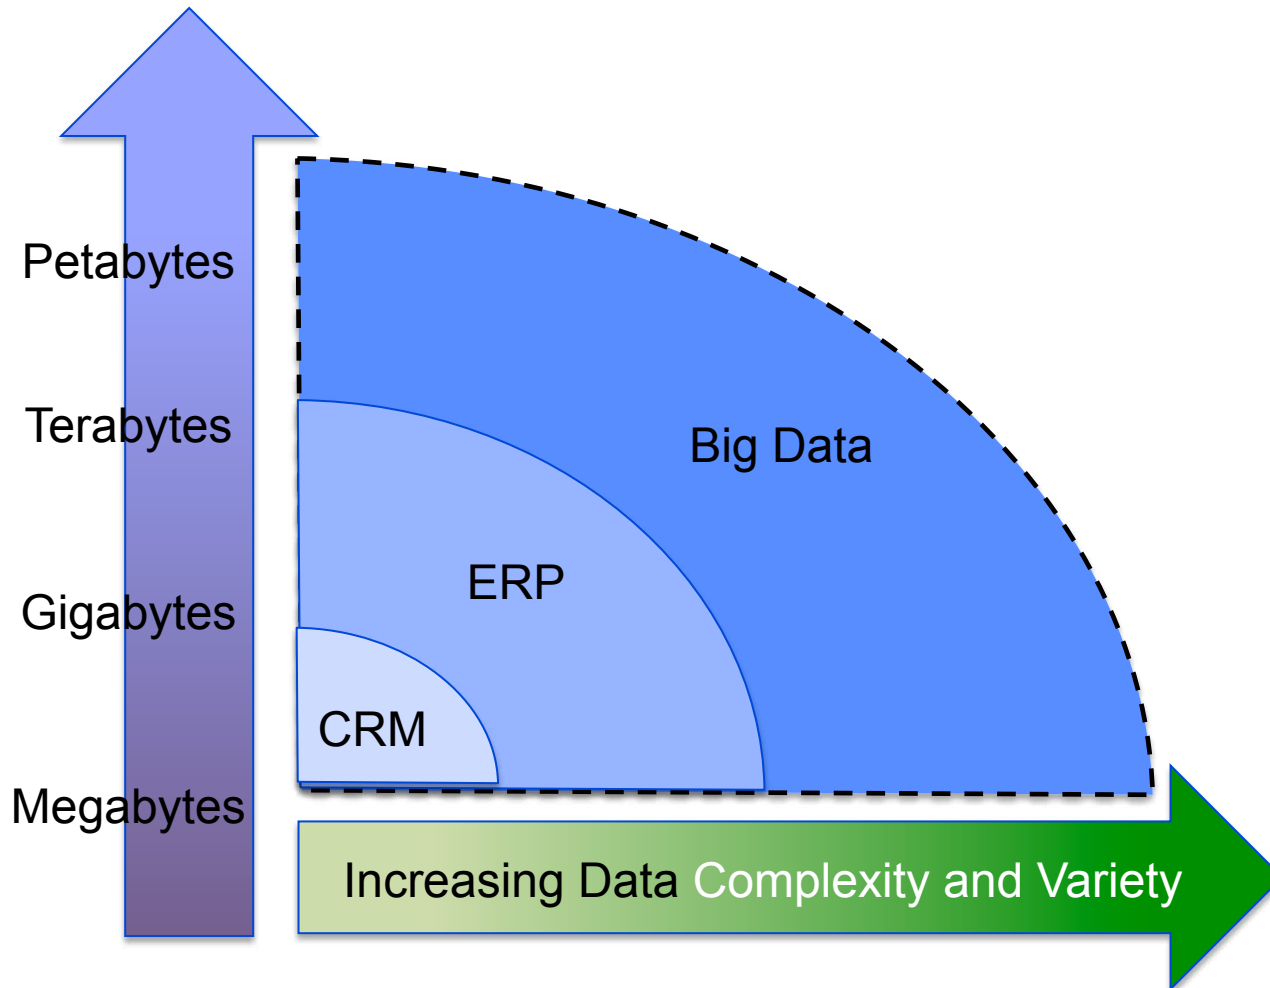 Petabytes
Terabytes
Big Data
ERP
Gigabytes
CRM
Megabytes
Increasing Data Complexity and Variety